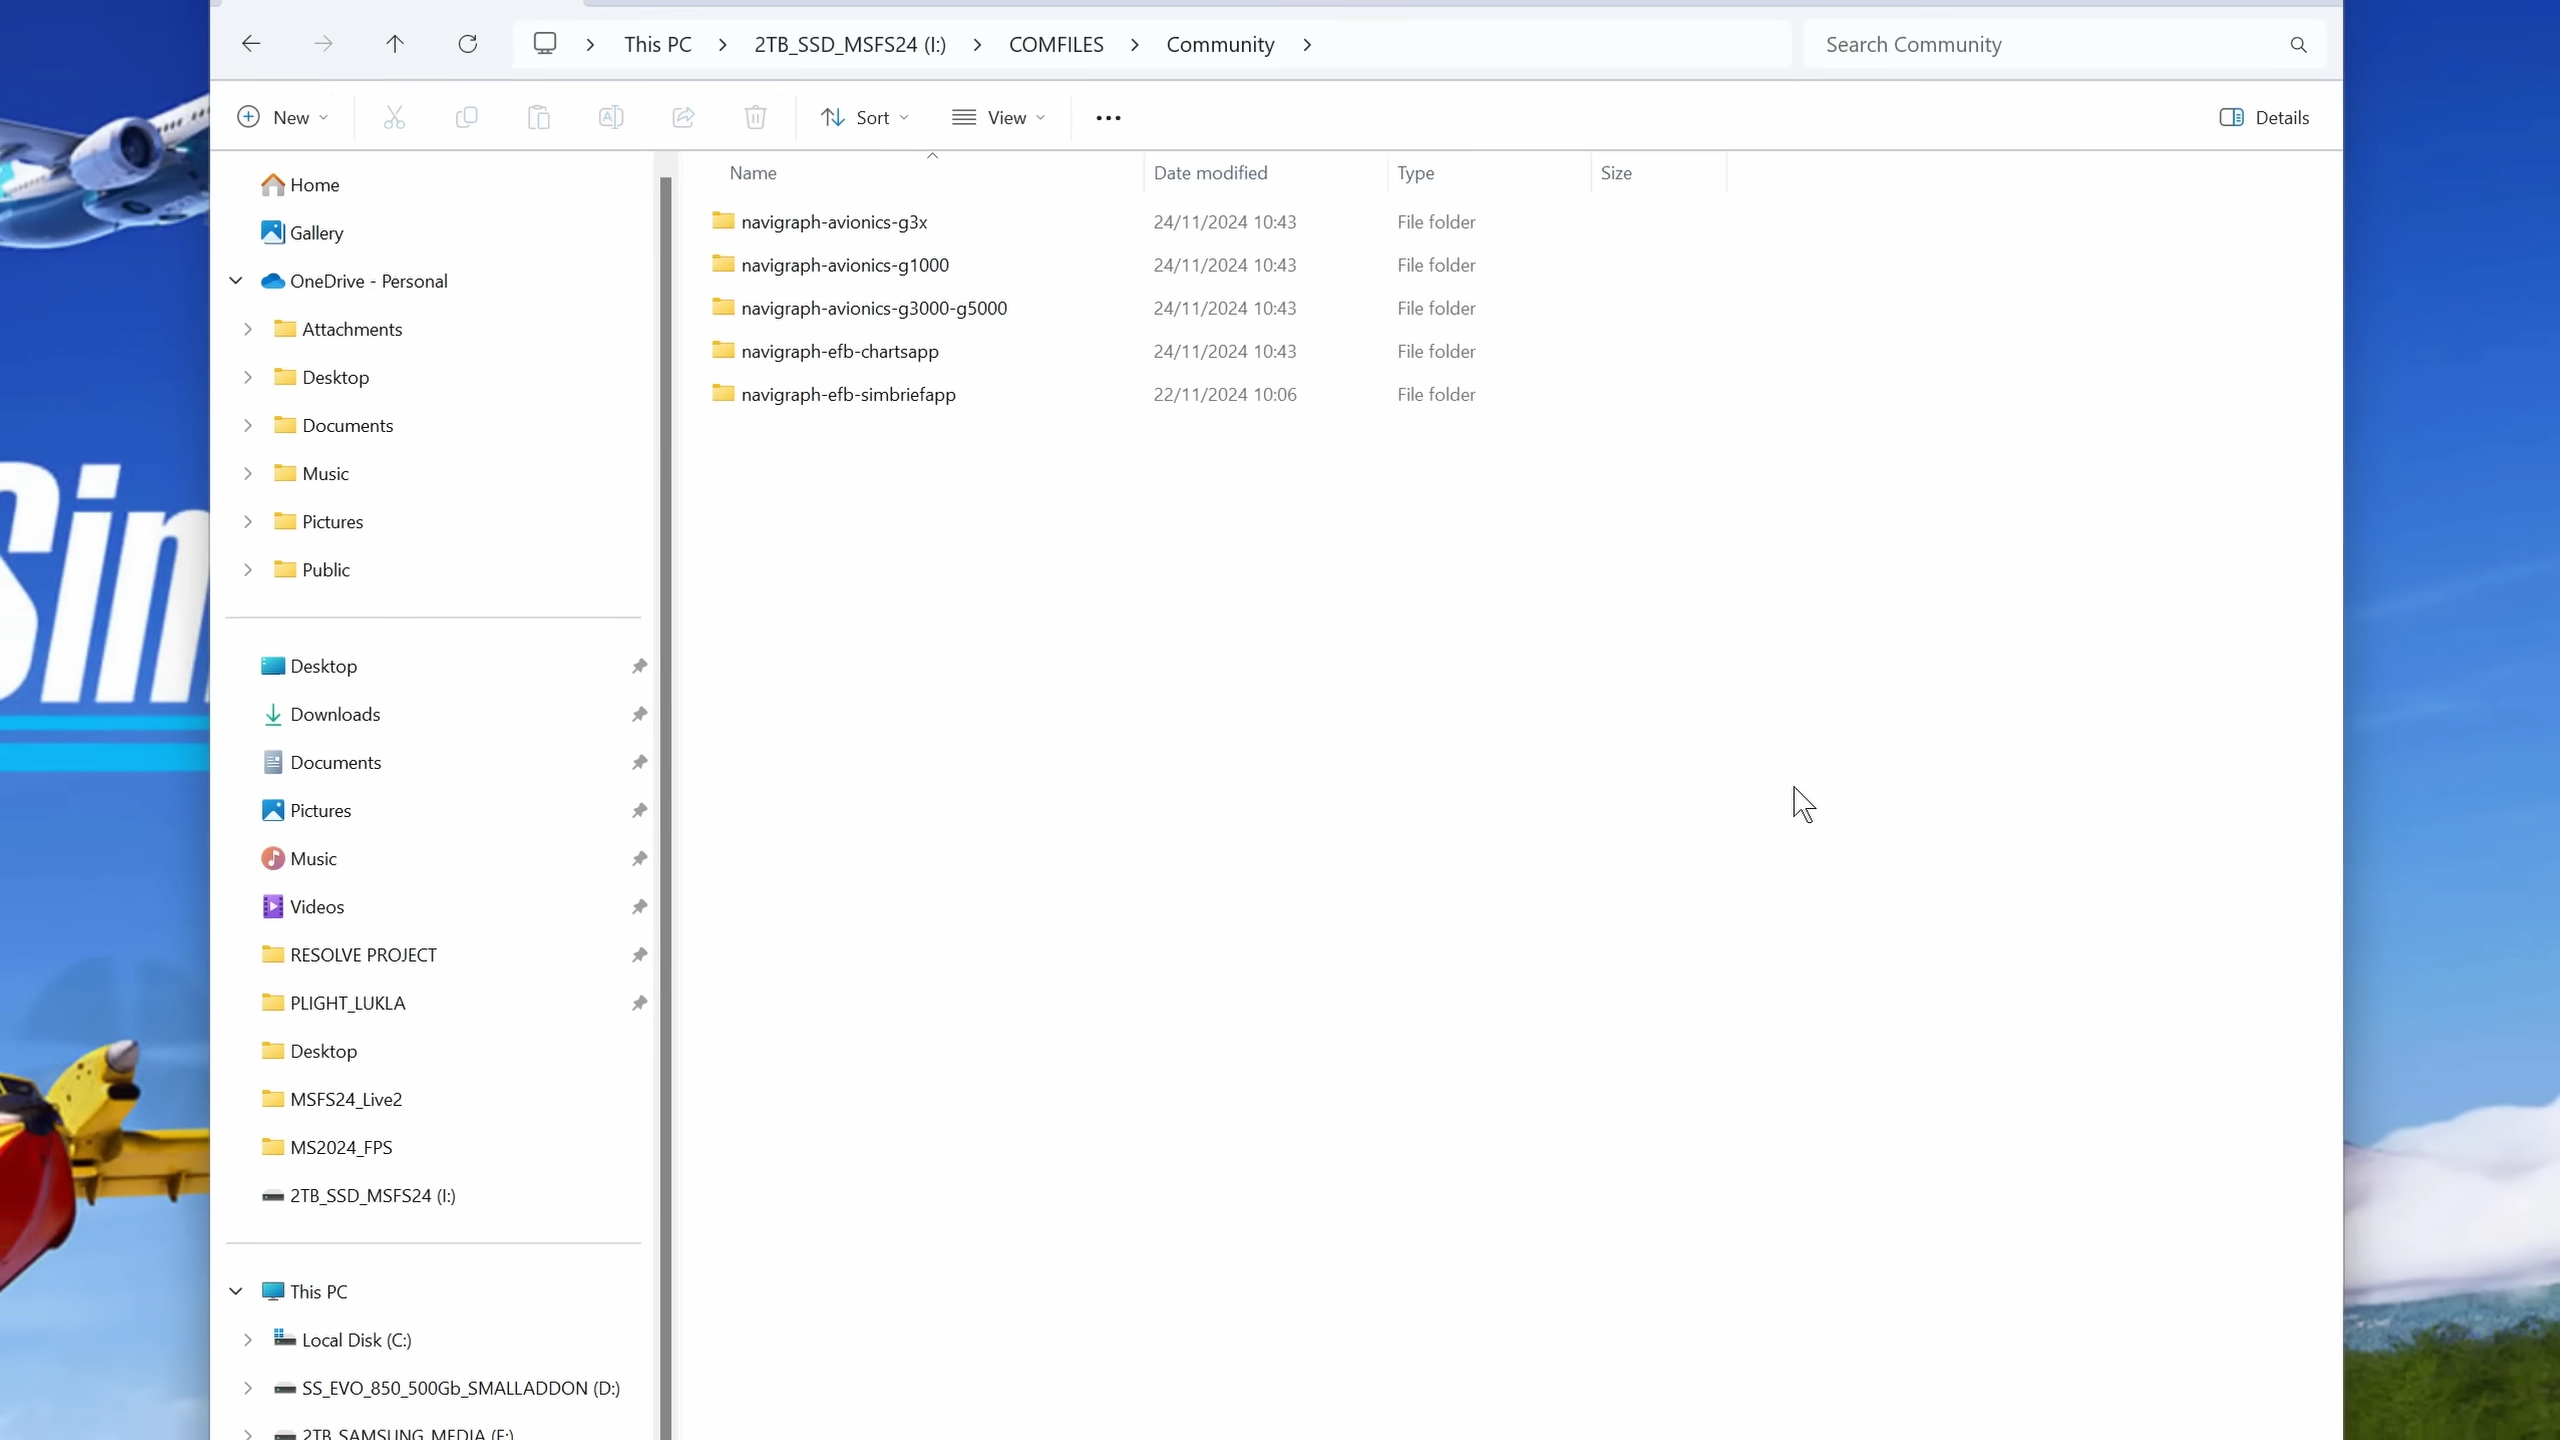 This PC > 2TB_SSD_MSFS24 (I:) > COMFILES > Community >
Search Community
New
Sort
View
Details
Home
Gallery
OneDrive - Personal
Attachments
Desktop
Documents
Music
Pictures
Public
Desktop
Downloads
Documents
Pictures
Music
Videos
RESOLVE PROJECT
PLIGHT_LUKLA
Desktop
MSFS24_Live2
MS2024_FPS
2TB_SSD_MSFS24 (I:)
This PC
Local Disk (C:)
SS_EVO_850_500Gb_SMALLADDON (D:)
2TB_SAMSUNG_MEDIA (E:)
Name Date modified Type Size
navigraph-avionics-g3x 24/11/2024 10:43 File folder
navigraph-avionics-g1000 24/11/2024 10:43 File folder
navigraph-avionics-g3000-g5000 24/11/2024 10:43 File folder
navigraph-efb-chartsapp 24/11/2024 10:43 File folder
navigraph-efb-simbriefapp 22/11/2024 10:06 File folder
Sim